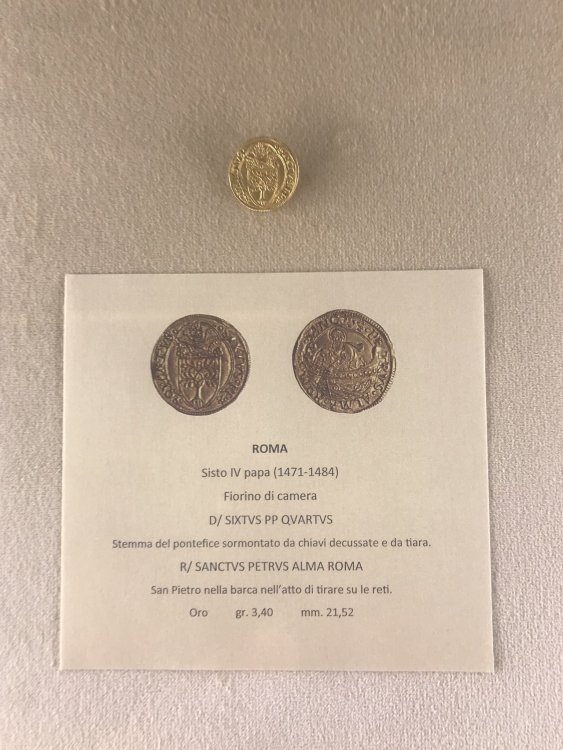 ROMA
Sisto IV papa (1471-1484)
Fiorino di camera
D/ SIXTVS PP QVARTVS
Stemma del pontefice sormontato da chiavi decussate e da tiara.
R/ SANCTVS PETRVS ALMA ROMA
San Pietro nella barca nell'atto di tirare su le reti.
Oro gr. 3,40 mm. 21,52